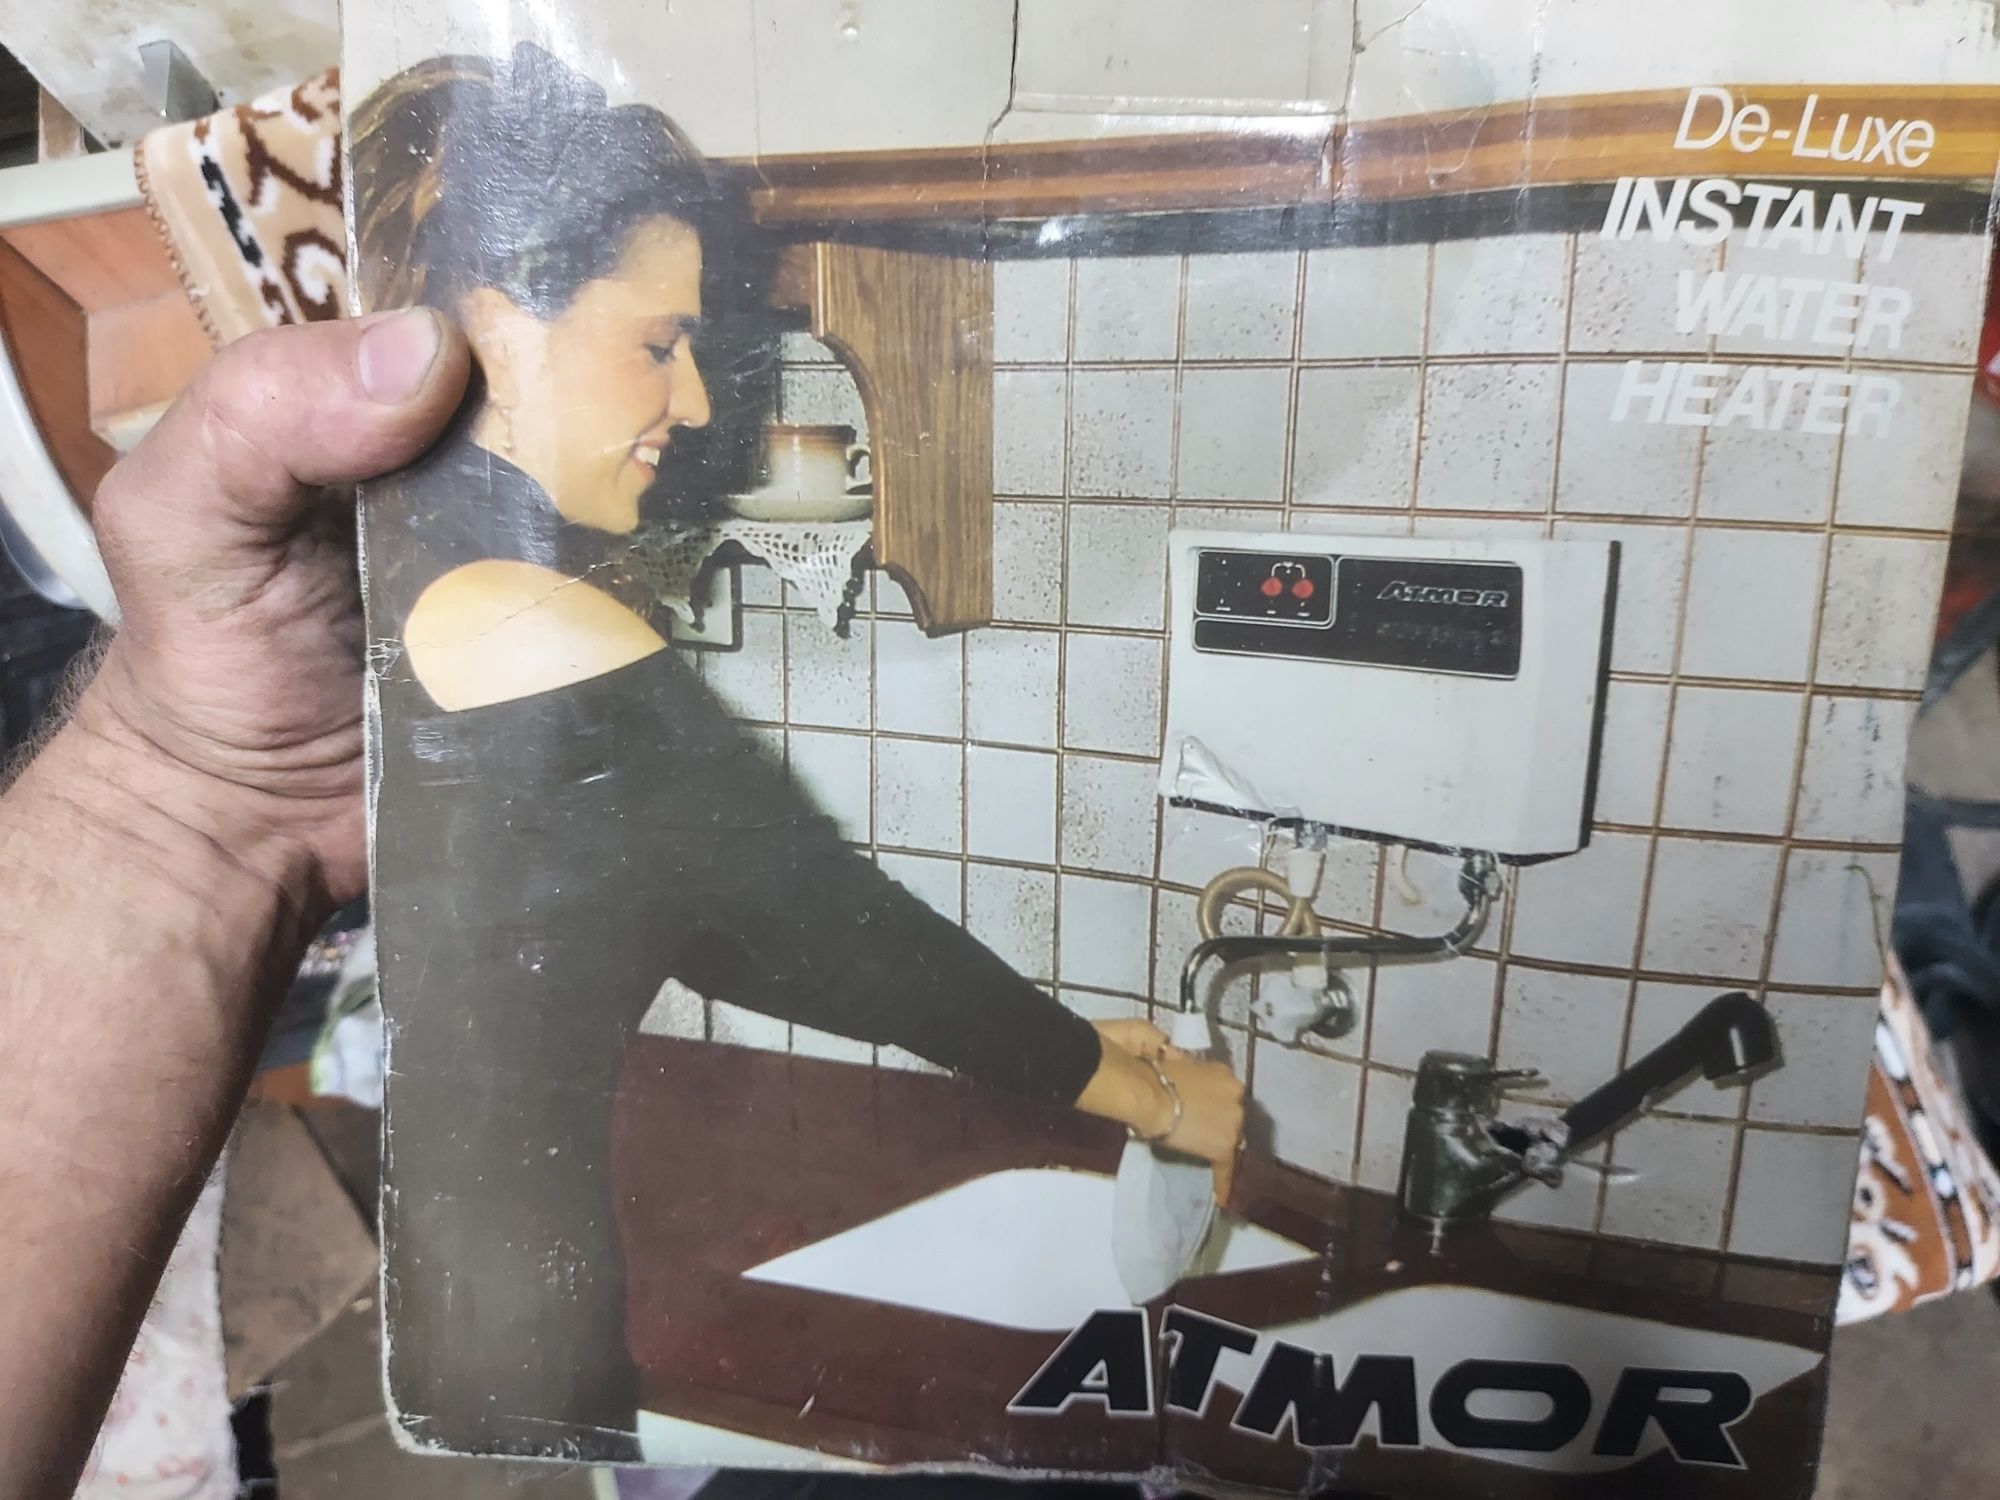 De-Luxe
INSTANT
WATER
HEATER
ATMOR
ATMOR